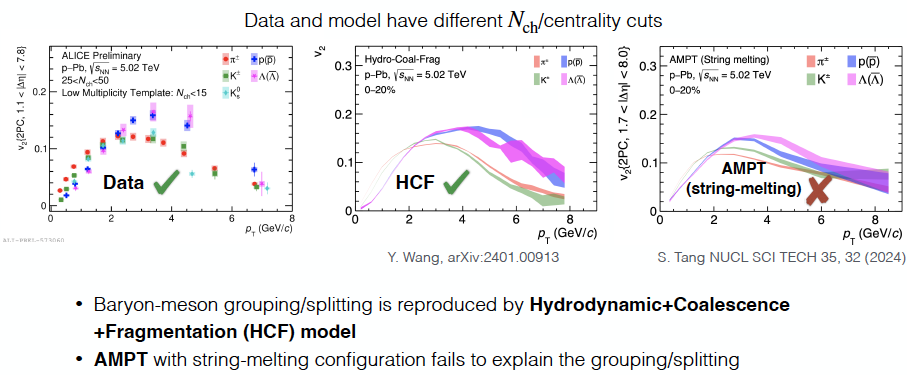 Data and model have different N_ch/centrality cuts
v₂{2PC, 1.1 < |Δη| < 7.8}
ALICE Preliminary
p–Pb, √s_NN = 5.02 TeV
25<N_ch<50
Low Multiplicity Template: N_ch<15
π± p(p̄)
K± Λ(Λ̄)
K⁰_s
0.2
0.1
0
Data
0 2 4 6 8
p_T (GeV/c)
v₂
Hydro-Coal-Frag
p–Pb, √s_NN = 5.02 TeV
0–20%
π± p(p̄)
K± Λ(Λ̄)
0.3
0.2
0.1
0
HCF
0 2 4 6 8
p_T (GeV/c)
Y. Wang, arXiv:2401.00913
v₂{2PC, 1.7 < |Δη| < 8.0}
AMPT (String melting)
p–Pb, √s_NN = 5.02 TeV
0–20%
π± p(p̄)
K± Λ(Λ̄)
0.3
0.2
0.1
0
AMPT
(string-melting)
0 2 4 6 8
p_T (GeV/c)
S. Tang NUCL SCI TECH 35, 32 (2024)
• Baryon-meson grouping/splitting is reproduced by Hydrodynamic+Coalescence
+Fragmentation (HCF) model
• AMPT with string-melting configuration fails to explain the grouping/splitting